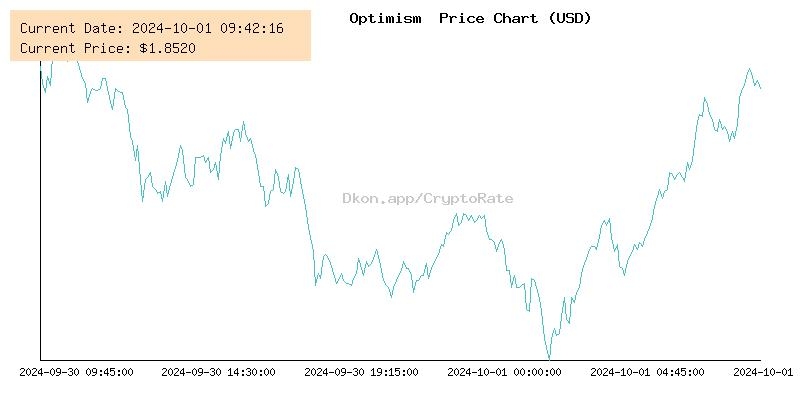 Optimism Price Chart (USD)
Current Date: 2024-10-01 09:42:16
Current Price: $1.8520
Dkon.app/CryptoRate
2024-09-30 09:45:00 2024-09-30 14:30:00 2024-09-30 19:15:00 2024-10-01 00:00:00 2024-10-01 04:45:00 2024-10-01